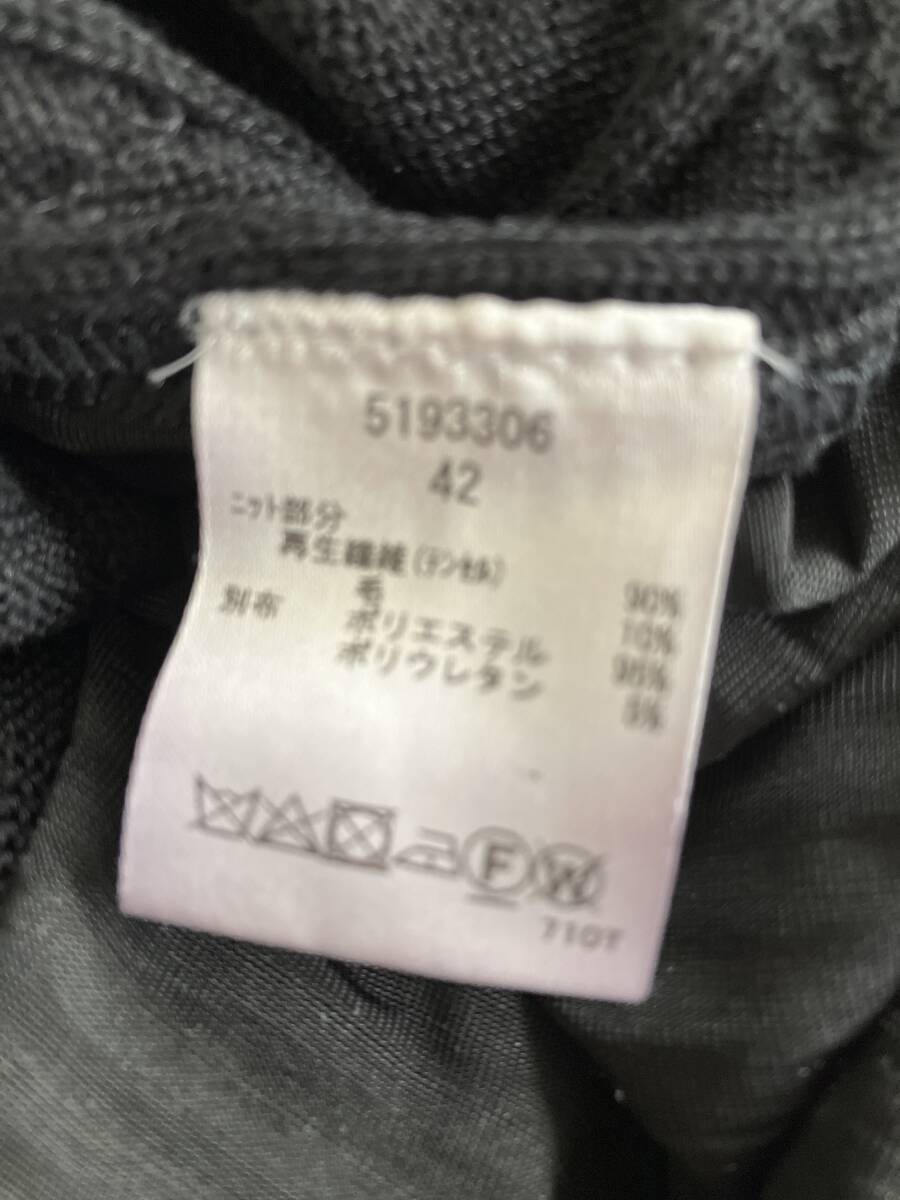 5193306
42
ニット部分
再生繊維(テンセル) 90%
毛 10%
別布 ポリエステル 95%
ポリウレタン 5%
F W
710T